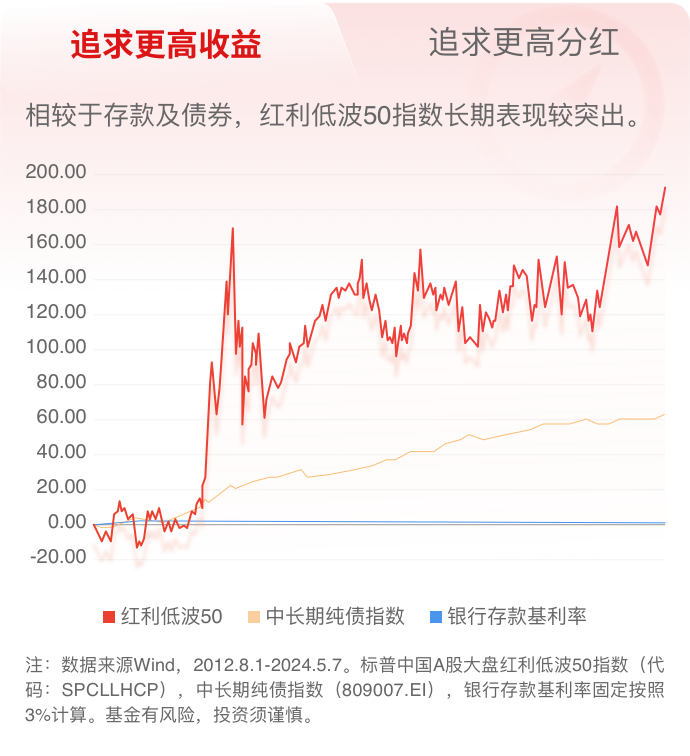 追求更高收益
追求更高分红
相较于存款及债券，红利低波50指数长期表现较突出。
200.00
180.00
160.00
140.00
120.00
100.00
80.00
60.00
40.00
20.00
0.00
-20.00
红利低波50 中长期纯债指数 银行存款基利率
注：数据来源Wind，2012.8.1-2024.5.7。标普中国A股大盘红利低波50指数（代
码：SPCLLHCP），中长期纯债指数（809007.EI），银行存款基利率固定按照
3%计算。基金有风险，投资须谨慎。